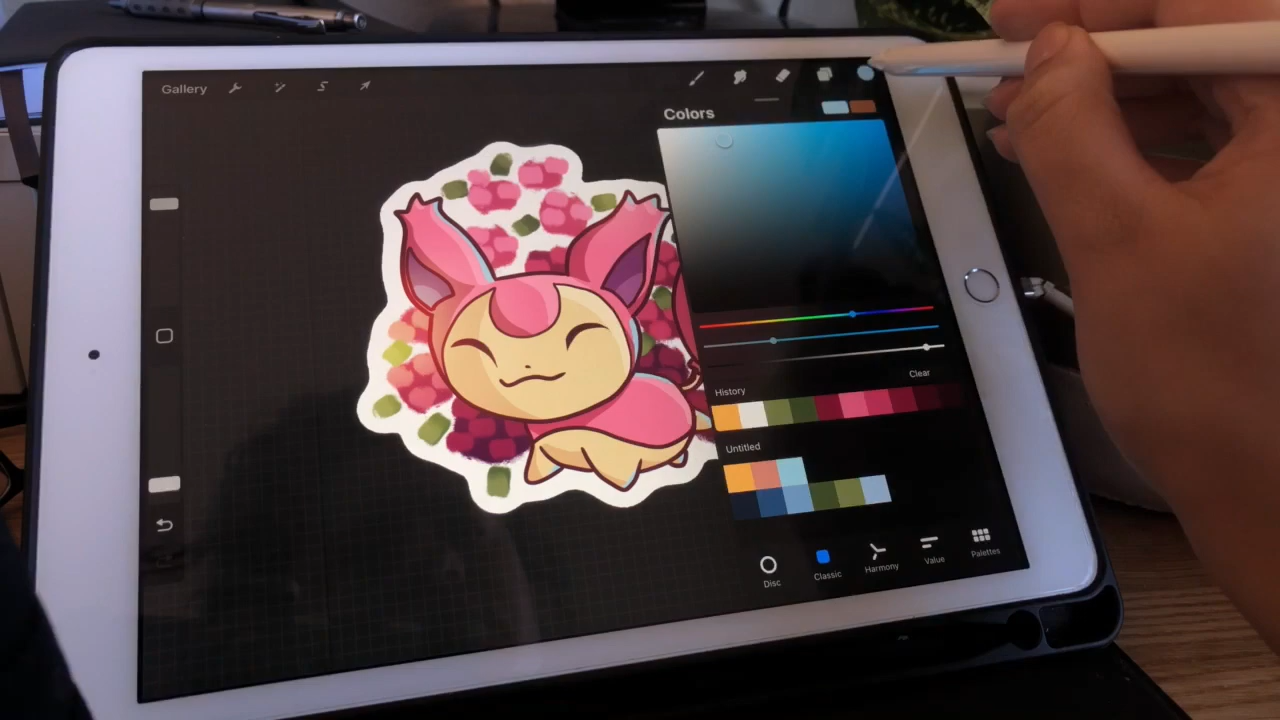 Gallery
Colors
Clear
History
Untitled
Disc
Classic
Harmony
Value
Palettes